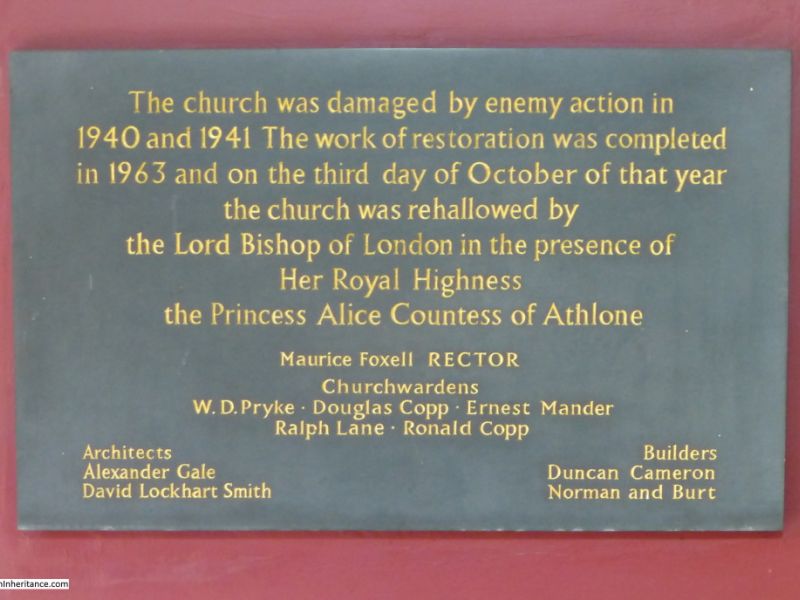 The church was damaged by enemy action in
1940 and 1941 The work of restoration was completed
in 1963 and on the third day of October of that year
the church was rehallowed by
the Lord Bishop of London in the presence of
Her Royal Highness
the Princess Alice Countess of Athlone
Maurice Foxell RECTOR
Churchwardens
W. D. Pryke · Douglas Copp · Ernest Mander
Ralph Lane · Ronald Copp
Architects
Alexander Gale
David Lockhart Smith
Builders
Duncan Cameron
Norman and Burt
nInheritance.com